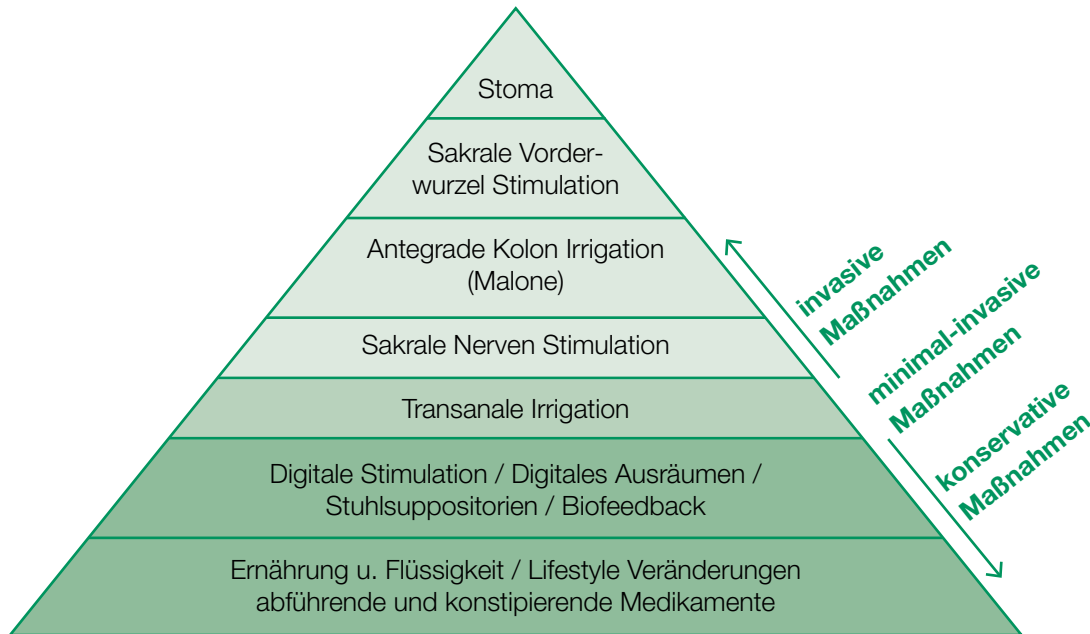 Stoma
Sakrale Vorder-
wurzel Stimulation
Antegrade Kolon Irrigation
(Malone)
Sakrale Nerven Stimulation
Transanale Irrigation
Digitale Stimulation / Digitales Ausräumen /
Stuhlsuppositorien / Biofeedback
Ernährung u. Flüssigkeit / Lifestyle Veränderungen
abführende und konstipierende Medikamente
invasive
Maßnahmen
minimal-invasive
Maßnahmen
konservative
Maßnahmen